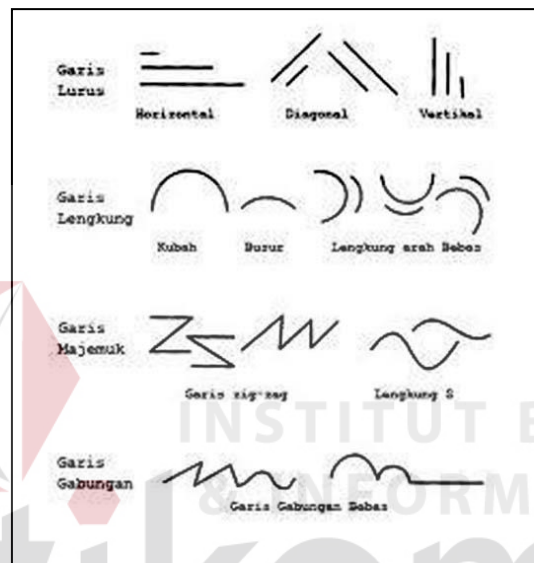 Garis
Lurus
Horizontal Diagonal Vertikal
Garis
Lengkung
Kubah Busur Lengkung arah Bebas
Garis
Majemuk
Garis zig-zag Lengkung S
INSTITUT B
Garis
Gabungan
& INFORM
Garis Gabungan Bebas